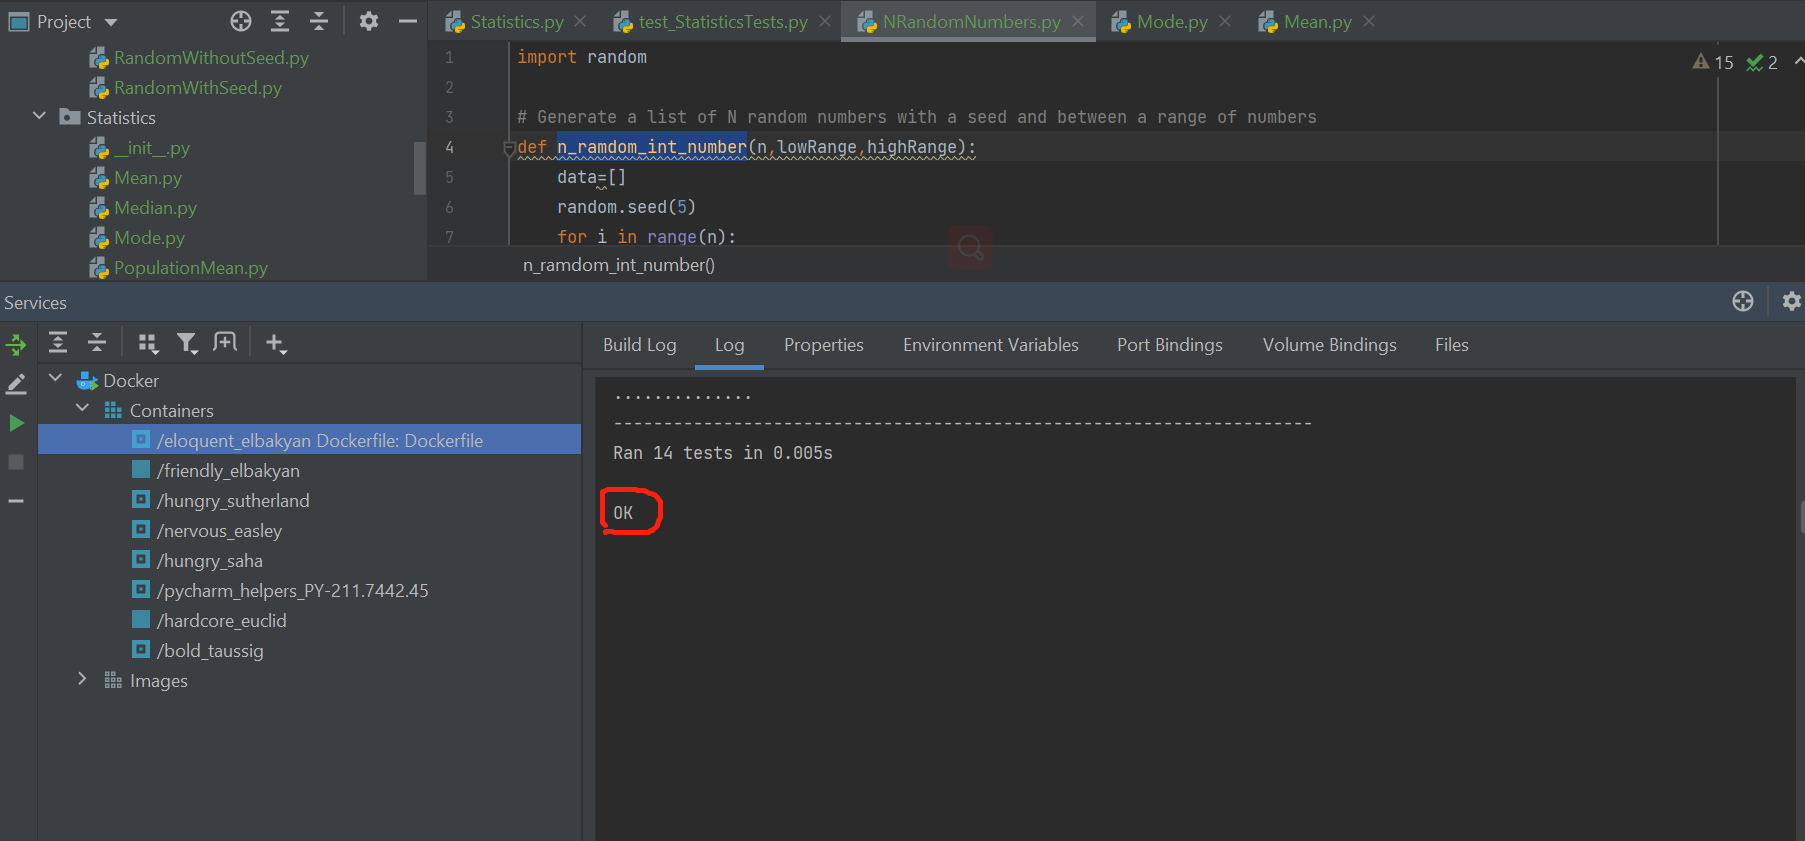 Project
RandomWithoutSeed.py
RandomWithSeed.py
Statistics
__init__.py
Mean.py
Median.py
Mode.py
PopulationMean.py
Statistics.py test_StatisticsTests.py NRandomNumbers.py Mode.py Mean.py
15 2
1 import random
2
3 # Generate a list of N random numbers with a seed and between a range of numbers
4 def n_ramdom_int_number(n,lowRange,highRange):
5 data=[]
6 random.seed(5)
7 for i in range(n):
n_ramdom_int_number()
Services
Docker
Containers
/eloquent_elbakyan Dockerfile: Dockerfile
/friendly_elbakyan
/hungry_sutherland
/nervous_easley
/hungry_saha
/pycharm_helpers_PY-211.7442.45
/hardcore_euclid
/bold_taussig
Images
Build Log Log Properties Environment Variables Port Bindings Volume Bindings Files
..............
----------------------------------------------------------------------
Ran 14 tests in 0.005s
OK